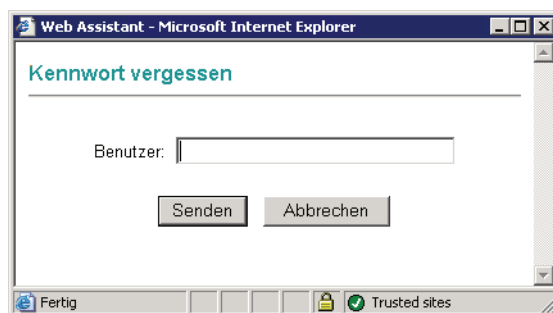 Web Assistant - Microsoft Internet Explorer
Kennwort vergessen
Benutzer:
Senden Abbrechen
Fertig Trusted sites